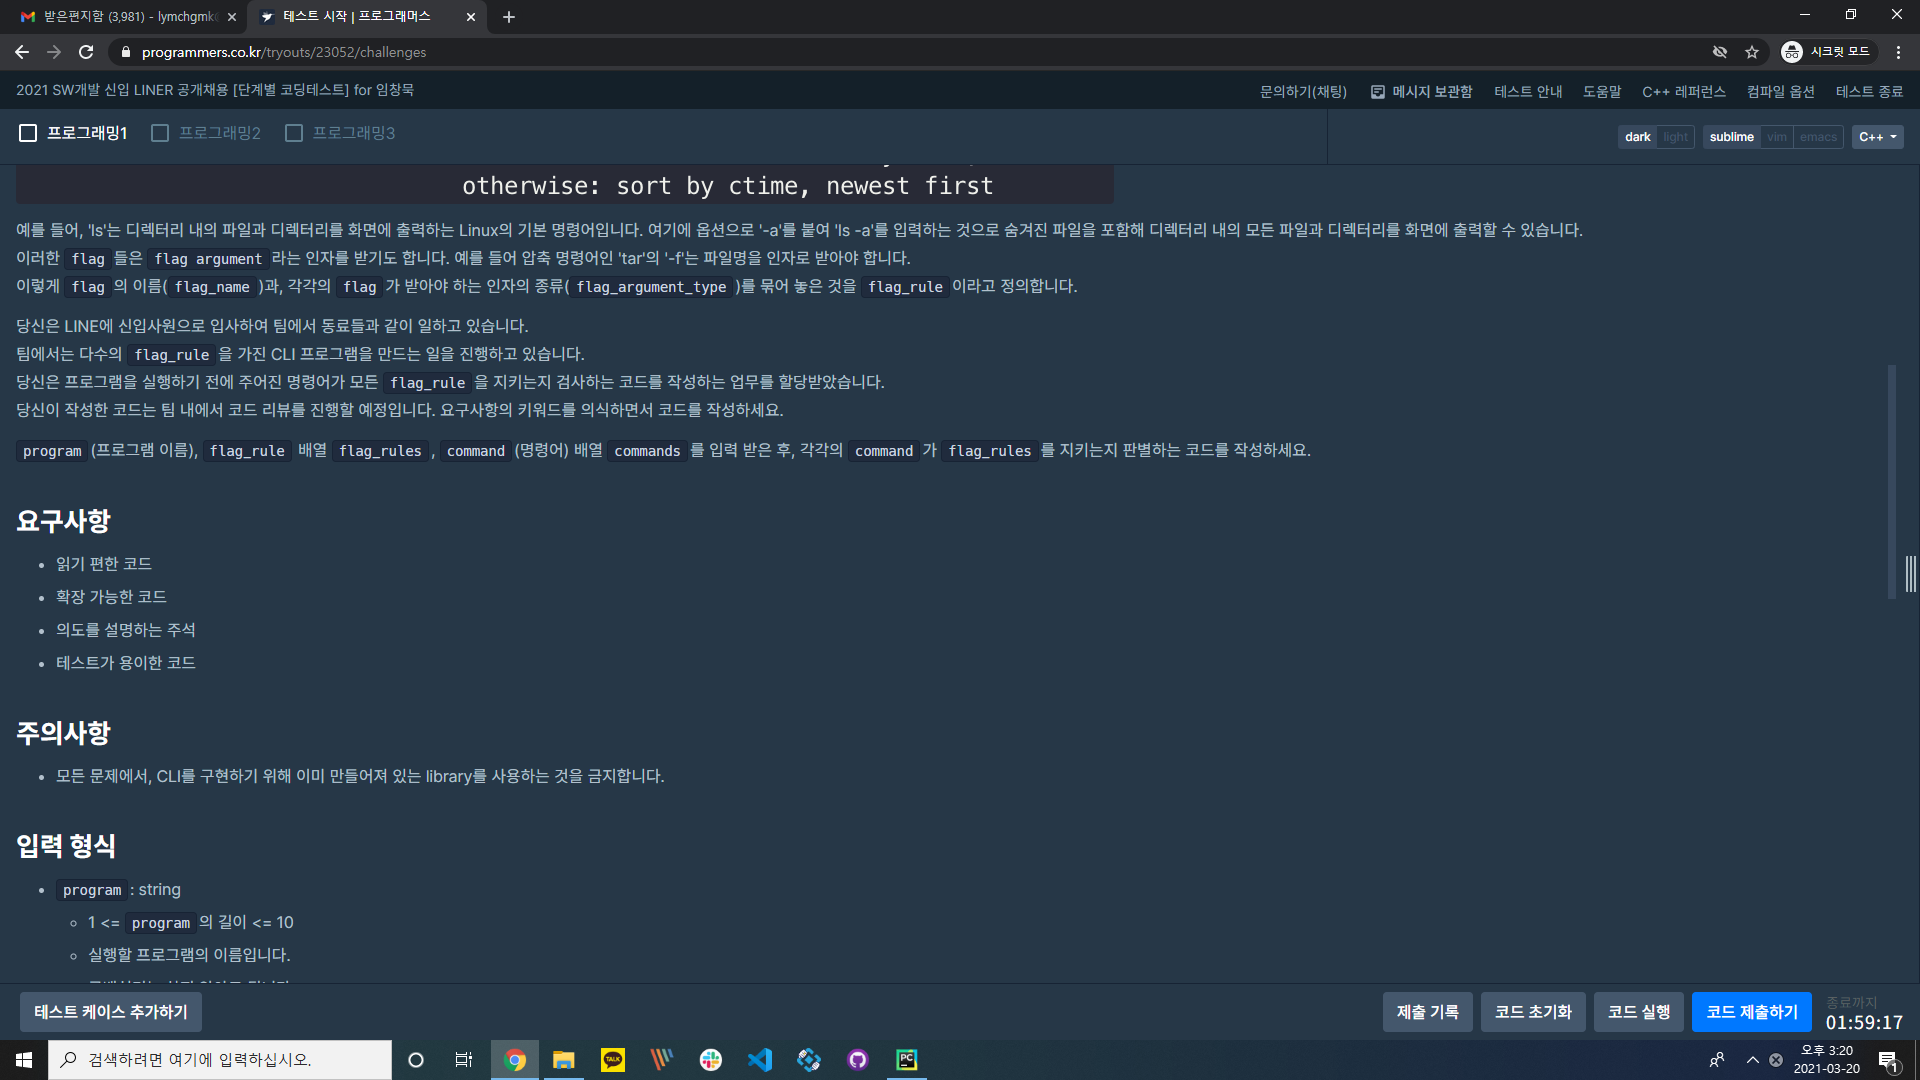 받은편지함 (3,981) - lymchgmk
테스트 시작 | 프로그래머스
programmers.co.kr/tryouts/23052/challenges
시크릿 모드
2021 SW개발 신입 LINER 공개채용 [단계별 코딩테스트] for 임창묵
문의하기(채팅) 메시지 보관함 테스트 안내 도움말 C++ 레퍼런스 컴파일 옵션 테스트 종료
프로그래밍1 프로그래밍2 프로그래밍3
dark light sublime vim emacs C++
otherwise: sort by ctime, newest first
예를 들어, 'ls'는 디렉터리 내의 파일과 디렉터리를 화면에 출력하는 Linux의 기본 명령어입니다. 여기에 옵션으로 '-a'를 붙여 'ls -a'를 입력하는 것으로 숨겨진 파일을 포함해 디렉터리 내의 모든 파일과 디렉터리를 화면에 출력할 수 있습니다.
이러한 flag 들은 flag argument 라는 인자를 받기도 합니다. 예를 들어 압축 명령어인 'tar'의 '-f'는 파일명을 인자로 받아야 합니다.
이렇게 flag 의 이름( flag_name )과, 각각의 flag 가 받아야 하는 인자의 종류( flag_argument_type )를 묶어 놓은 것을 flag_rule 이라고 정의합니다.
당신은 LINE에 신입사원으로 입사하여 팀에서 동료들과 같이 일하고 있습니다.
팀에서는 다수의 flag_rule 을 가진 CLI 프로그램을 만드는 일을 진행하고 있습니다.
당신은 프로그램을 실행하기 전에 주어진 명령어가 모든 flag_rule 을 지키는지 검사하는 코드를 작성하는 업무를 할당받았습니다.
당신이 작성한 코드는 팀 내에서 코드 리뷰를 진행할 예정입니다. 요구사항의 키워드를 의식하면서 코드를 작성하세요.
program (프로그램 이름), flag_rule 배열 flag_rules , command (명령어) 배열 commands 를 입력 받은 후, 각각의 command 가 flag_rules 를 지키는지 판별하는 코드를 작성하세요.
요구사항
• 읽기 편한 코드
• 확장 가능한 코드
• 의도를 설명하는 주석
• 테스트가 용이한 코드
주의사항
• 모든 문제에서, CLI를 구현하기 위해 이미 만들어져 있는 library를 사용하는 것을 금지합니다.
입력 형식
• program : string
◦ 1 <= program 의 길이 <= 10
◦ 실행할 프로그램의 이름입니다.
테스트 케이스 추가하기
제출 기록 코드 초기화 코드 실행 코드 제출하기
종료까지
01:59:17
검색하려면 여기에 입력하십시오.
TALK
PC
오후 3:20
2021-03-20
1